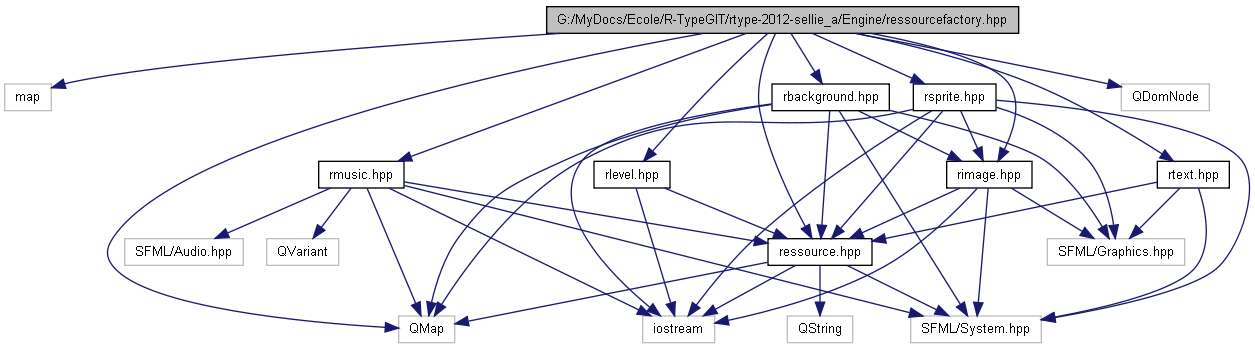 G:/MyDocs/Ecole/R-TypeGIT/rtype-2012-sellie_a/Engine/ressourcefactory.hpp
map
rbackground.hpp
rsprite.hpp
QDomNode
rmusic.hpp
rlevel.hpp
rimage.hpp
rtext.hpp
SFML/Audio.hpp
QVariant
ressource.hpp
SFML/Graphics.hpp
QMap
iostream
QString
SFML/System.hpp